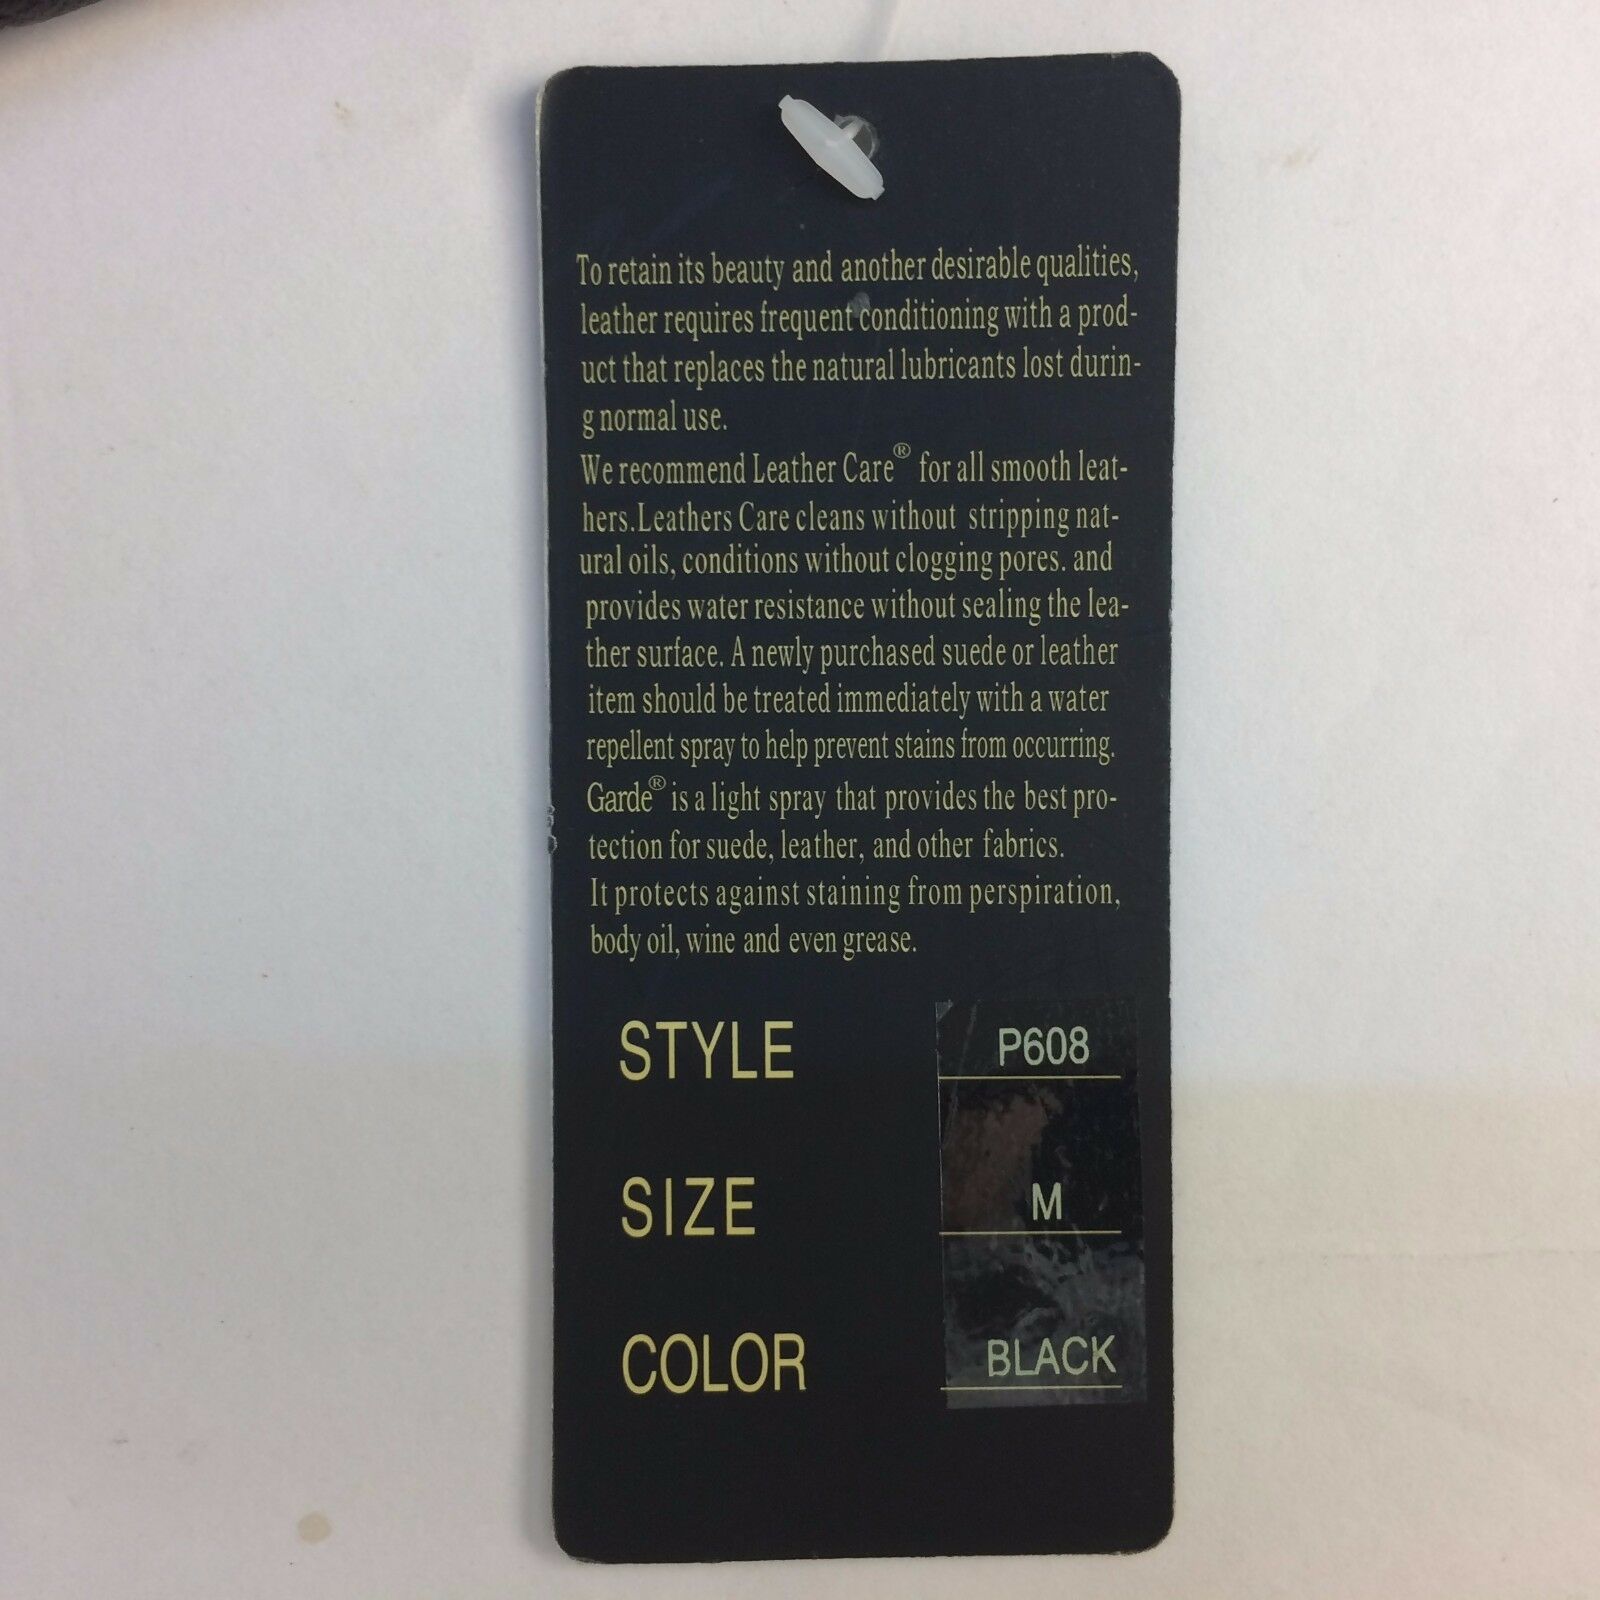 To retain its beauty and another desirable qualities,
leather requires frequent conditioning with a prod-
uct that replaces the natural lubricants lost durin-
g normal use.
We recommend Leather Care® for all smooth leat-
hers.Leathers Care cleans without stripping nat-
ural oils, conditions without clogging pores. and
provides water resistance without sealing the lea-
ther surface. A newly purchased suede or leather
item should be treated immediately with a water
repellent spray to help prevent stains from occurring.
Garde® is a light spray that provides the best pro-
tection for suede, leather, and other fabrics.
It protects against staining from perspiration,
body oil, wine and even grease.
STYLE P608
SIZE M
COLOR BLACK